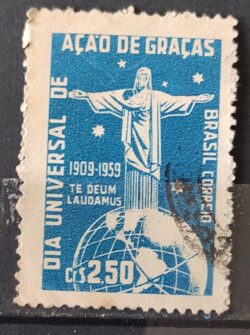 DIA UNIVERSAL DE
AÇÃO DE GRAÇAS
BRASIL CORREIO
1909-1959
TE DEUM
LAUDAMUS
Cr$2,50